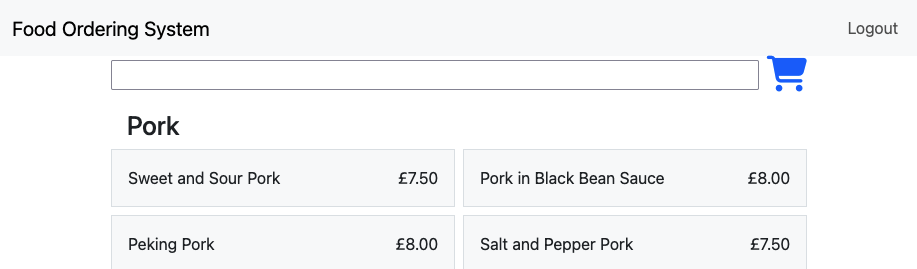 Food Ordering System Logout
Pork
Sweet and Sour Pork £7.50 Pork in Black Bean Sauce £8.00
Peking Pork £8.00 Salt and Pepper Pork £7.50